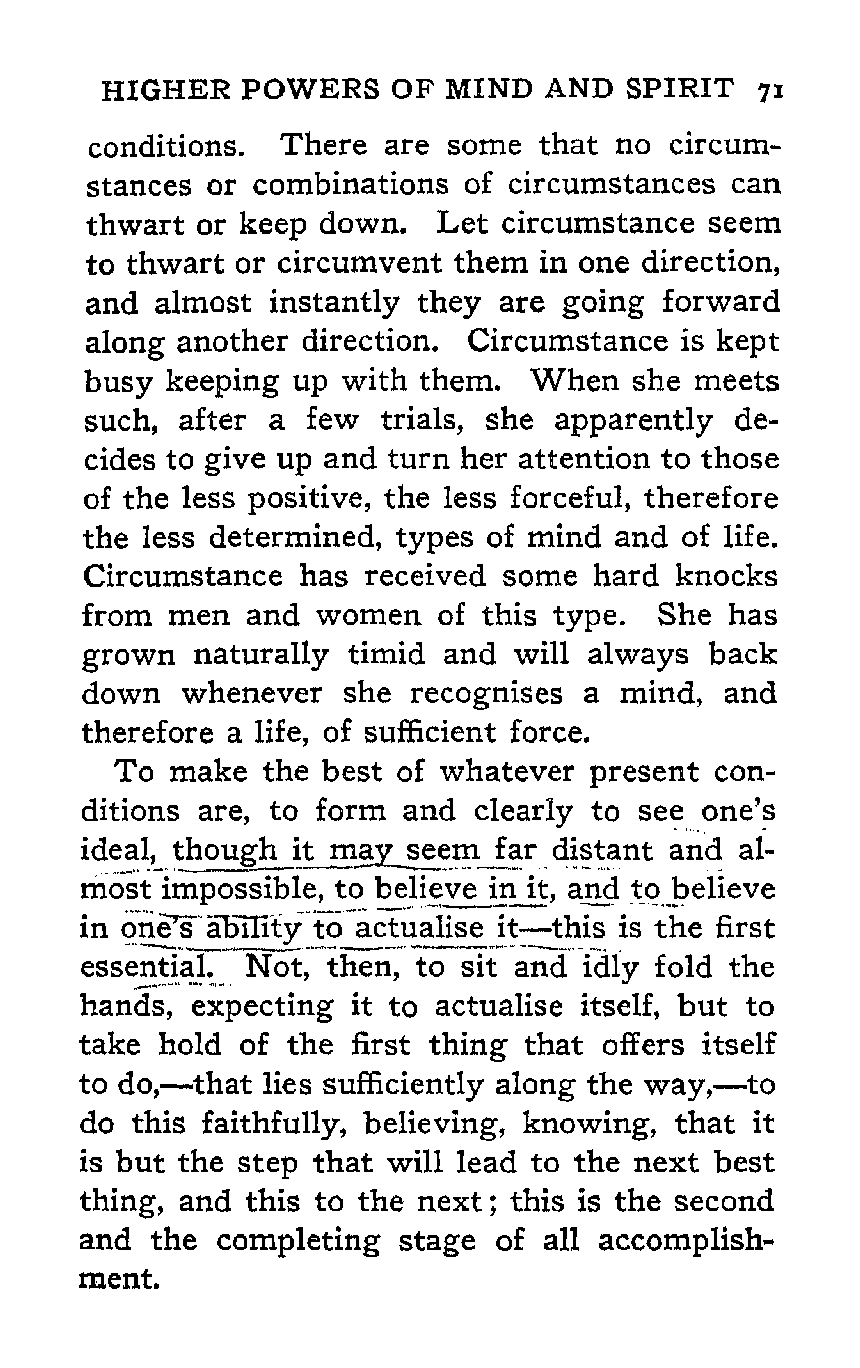 HIGHER POWERS OF MIND AND SPIRIT 71
conditions. There are some that no circum-
stances or combinations of circumstances can
thwart or keep down. Let circumstance seem
to thwart or circumvent them in one direction,
and almost instantly they are going forward
along another direction. Circumstance is kept
busy keeping up with them. When she meets
such, after a few trials, she apparently de-
cides to give up and turn her attention to those
of the less positive, the less forceful, therefore
the less determined, types of mind and of life.
Circumstance has received some hard knocks
from men and women of this type. She has
grown naturally timid and will always back
down whenever she recognises a mind, and
therefore a life, of sufficient force.
To make the best of whatever present con-
ditions are, to form and clearly to see one's
ideal, though it may seem far distant and al-
most impossible, to believe in it, and to believe
in one's ability to actualise it—this is the first
essential. Not, then, to sit and idly fold the
hands, expecting it to actualise itself, but to
take hold of the first thing that offers itself
to do,—that lies sufficiently along the way,—to
do this faithfully, believing, knowing, that it
is but the step that will lead to the next best
thing, and this to the next; this is the second
and the completing stage of all accomplish-
ment.